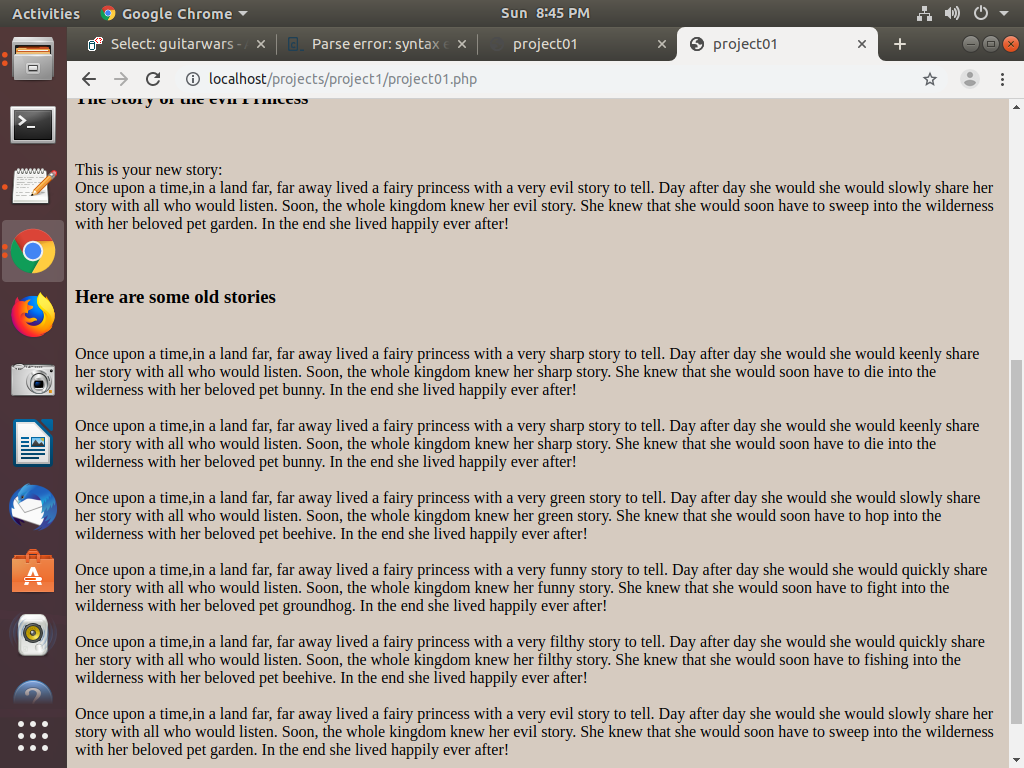 Activities Google Chrome Sun 8:45 PM
Select: guitarwars - Parse error: syntax e project01 project01
localhost/projects/project1/project01.php
The Story of the evil Princess
This is your new story:
Once upon a time,in a land far, far away lived a fairy princess with a very evil story to tell. Day after day she would she would slowly share her
story with all who would listen. Soon, the whole kingdom knew her evil story. She knew that she would soon have to sweep into the wilderness
with her beloved pet garden. In the end she lived happily ever after!
Here are some old stories
Once upon a time,in a land far, far away lived a fairy princess with a very sharp story to tell. Day after day she would she would keenly share
her story with all who would listen. Soon, the whole kingdom knew her sharp story. She knew that she would soon have to die into the
wilderness with her beloved pet bunny. In the end she lived happily ever after!
Once upon a time,in a land far, far away lived a fairy princess with a very sharp story to tell. Day after day she would she would keenly share
her story with all who would listen. Soon, the whole kingdom knew her sharp story. She knew that she would soon have to die into the
wilderness with her beloved pet bunny. In the end she lived happily ever after!
Once upon a time,in a land far, far away lived a fairy princess with a very green story to tell. Day after day she would she would slowly share
her story with all who would listen. Soon, the whole kingdom knew her green story. She knew that she would soon have to hop into the
wilderness with her beloved pet beehive. In the end she lived happily ever after!
Once upon a time,in a land far, far away lived a fairy princess with a very funny story to tell. Day after day she would she would quickly share
her story with all who would listen. Soon, the whole kingdom knew her funny story. She knew that she would soon have to fight into the
wilderness with her beloved pet groundhog. In the end she lived happily ever after!
Once upon a time,in a land far, far away lived a fairy princess with a very filthy story to tell. Day after day she would she would quickly share
her story with all who would listen. Soon, the whole kingdom knew her filthy story. She knew that she would soon have to fishing into the
wilderness with her beloved pet beehive. In the end she lived happily ever after!
Once upon a time,in a land far, far away lived a fairy princess with a very evil story to tell. Day after day she would she would slowly share her
story with all who would listen. Soon, the whole kingdom knew her evil story. She knew that she would soon have to sweep into the wilderness
with her beloved pet garden. In the end she lived happily ever after!